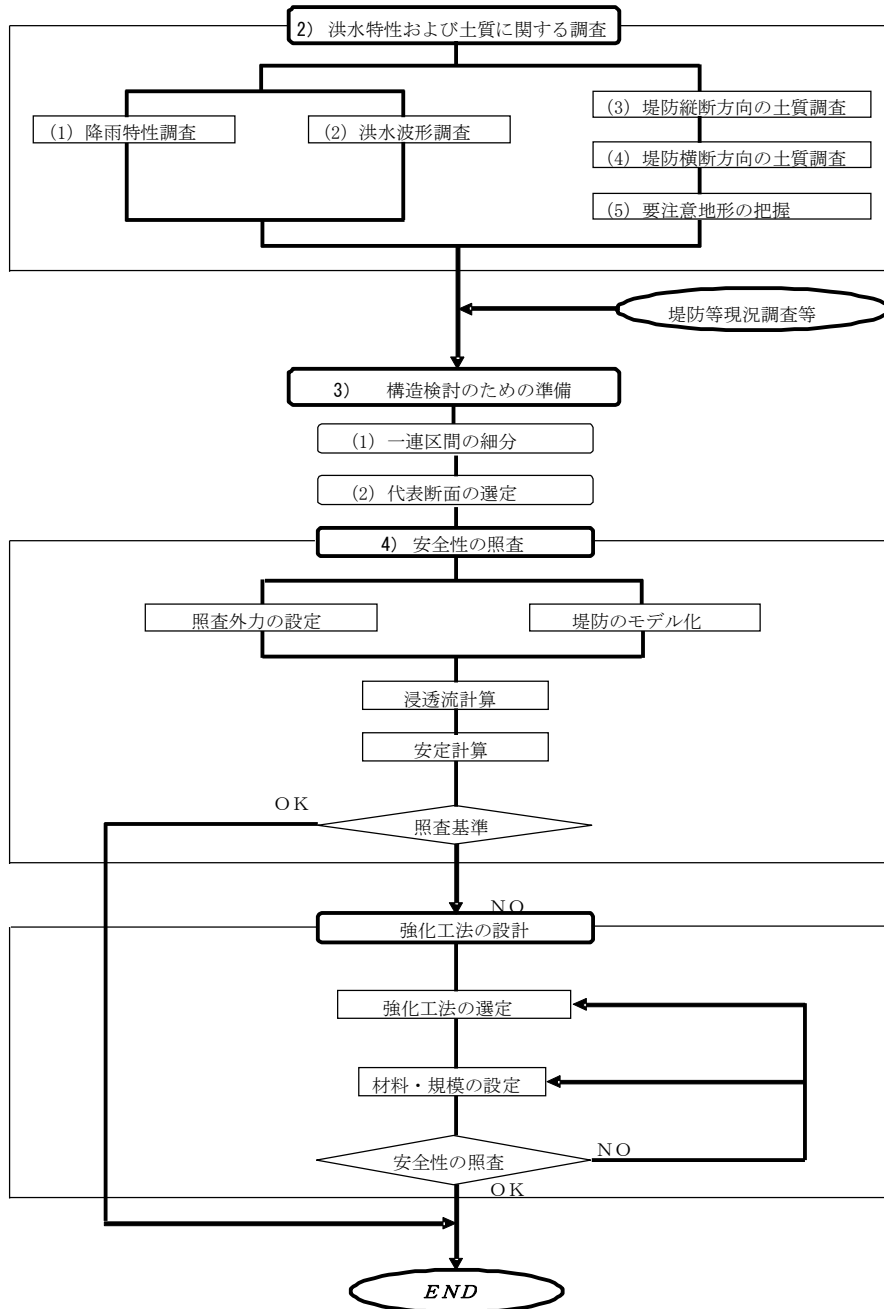 2) 洪水特性および土質に関する調査
(1) 降雨特性調査
(2) 洪水波形調査
(3) 堤防縦断方向の土質調査
(4) 堤防横断方向の土質調査
(5) 要注意地形の把握
堤防等現況調査等
3) 構造検討のための準備
(1) 一連区間の細分
(2) 代表断面の選定
4) 安全性の照査
照査外力の設定
堤防のモデル化
浸透流計算
安定計算
OK
照査基準
NO
強化工法の設計
強化工法の選定
材料・規模の設定
安全性の照査
NO
OK
END